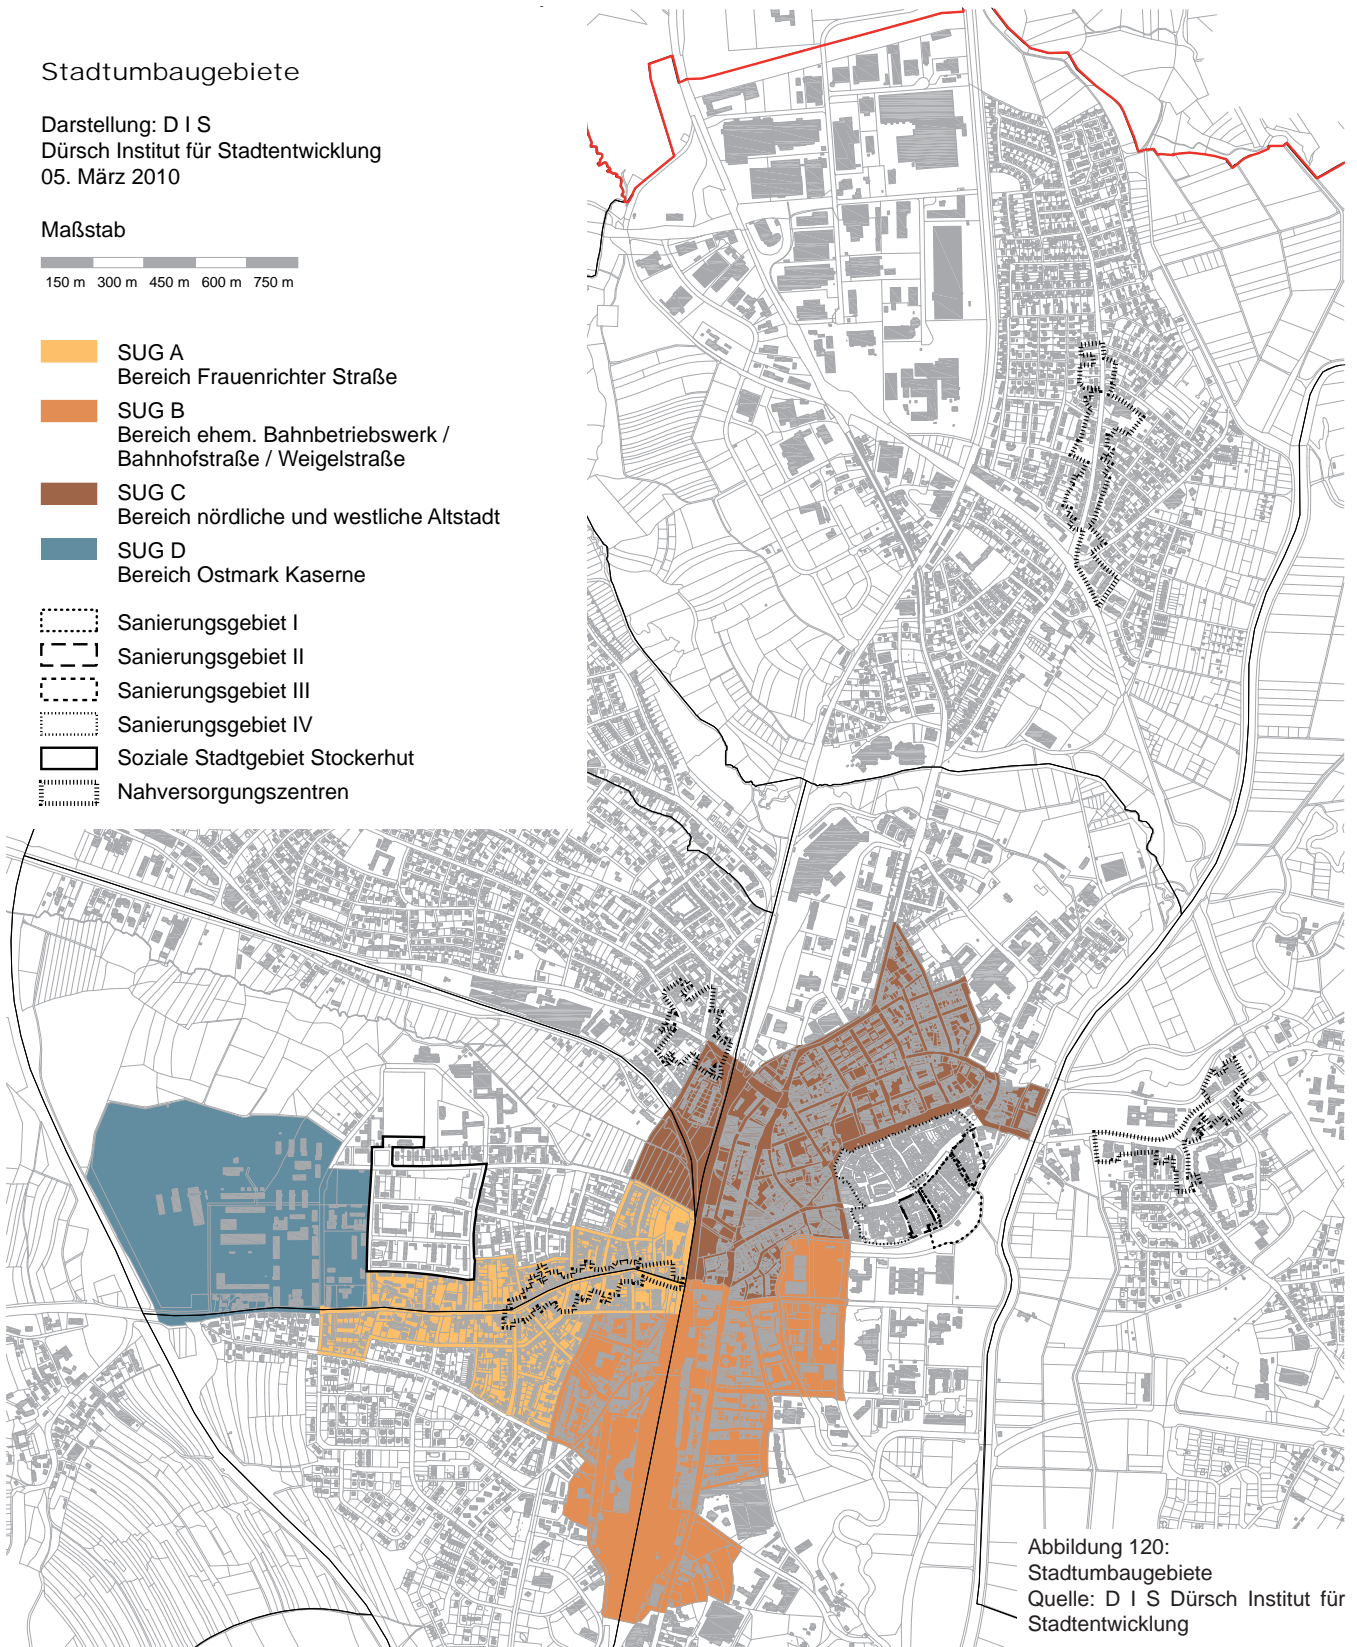 Stadtumbaugebiete
Darstellung: D I S
Dürsch Institut für Stadtentwicklung
05. März 2010
Maßstab
150 m 300 m 450 m 600 m 750 m
SUG A
Bereich Frauenrichter Straße
SUG B
Bereich ehem. Bahnbetriebswerk /
Bahnhofstraße / Weigelstraße
SUG C
Bereich nördliche und westliche Altstadt
SUG D
Bereich Ostmark Kaserne
Sanierungsgebiet I
Sanierungsgebiet II
Sanierungsgebiet III
Sanierungsgebiet IV
Soziale Stadtgebiet Stockerhut
Nahversorgungszentren
Abbildung 120:
Stadtumbaugebiete
Quelle: D I S Dürsch Institut für
Stadtentwicklung